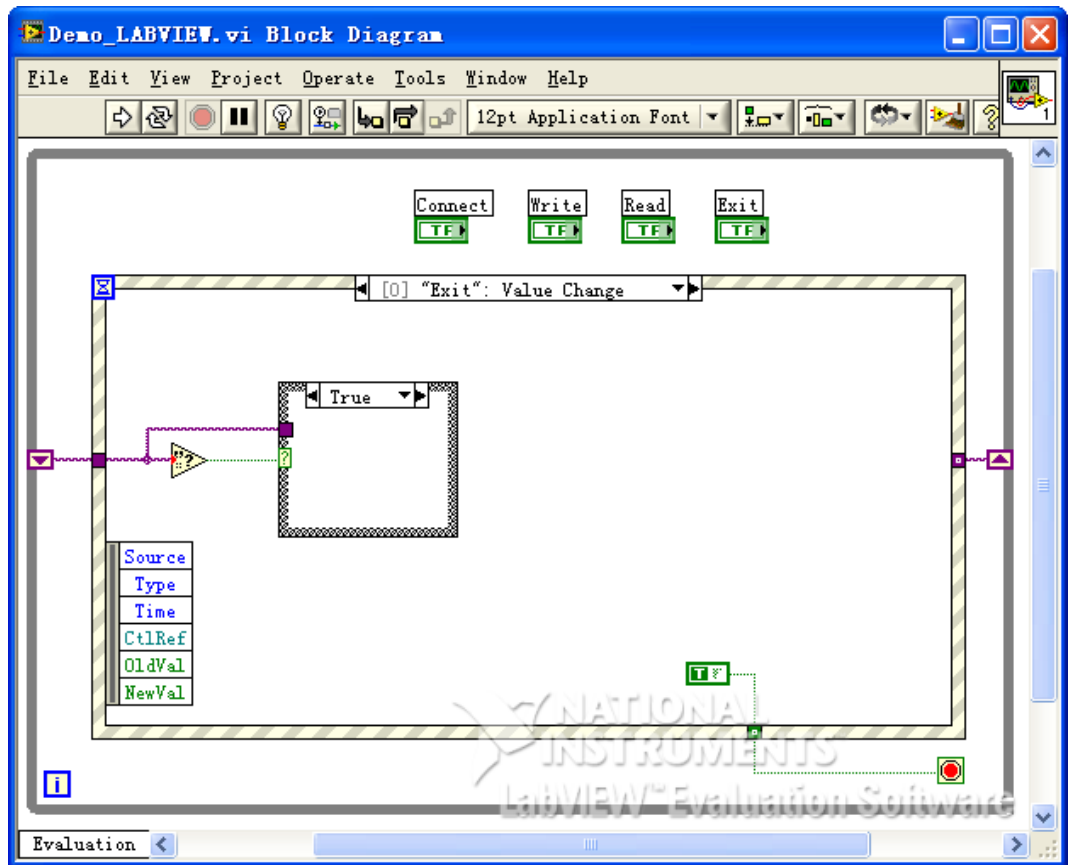 Demo_LABVIEW.vi Block Diagram
File Edit View Project Operate Tools Window Help
12pt Application Font
1
Connect Write Read Exit
TF TF TF TF
[0] "Exit": Value Change
True
"?
?
Source
Type
Time
CtlRef
OldVal
NewVal
T
NATIONAL
INSTRUMENTS
i
LabVIEW™ Evaluation Software
Evaluation